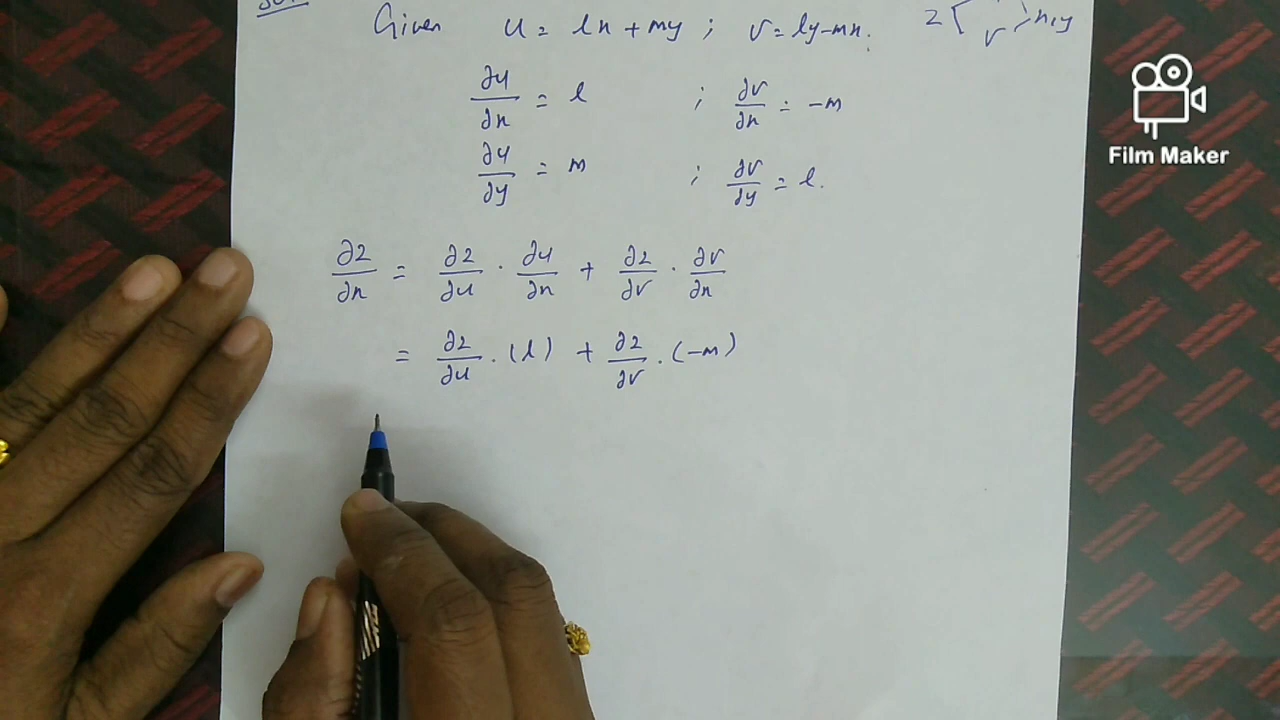 Given u = lx + my ; v = ly - mx. z < v > x, y
∂u/∂x = l ; ∂v/∂x = -m
∂u/∂y = m ; ∂v/∂y = l.
∂z/∂x = ∂z/∂u · ∂u/∂x + ∂z/∂v · ∂v/∂x
= ∂z/∂u · (l) + ∂z/∂v · (-m)
Film Maker